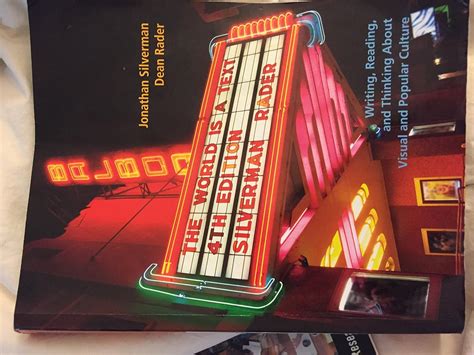 Jonathan Silverman
Dean Rader
BALBOA
THE WORLD IS A TEXT
4TH EDITION
SILVERMAN RADER
Writing, Reading,
and Thinking About
Visual and Popular Culture